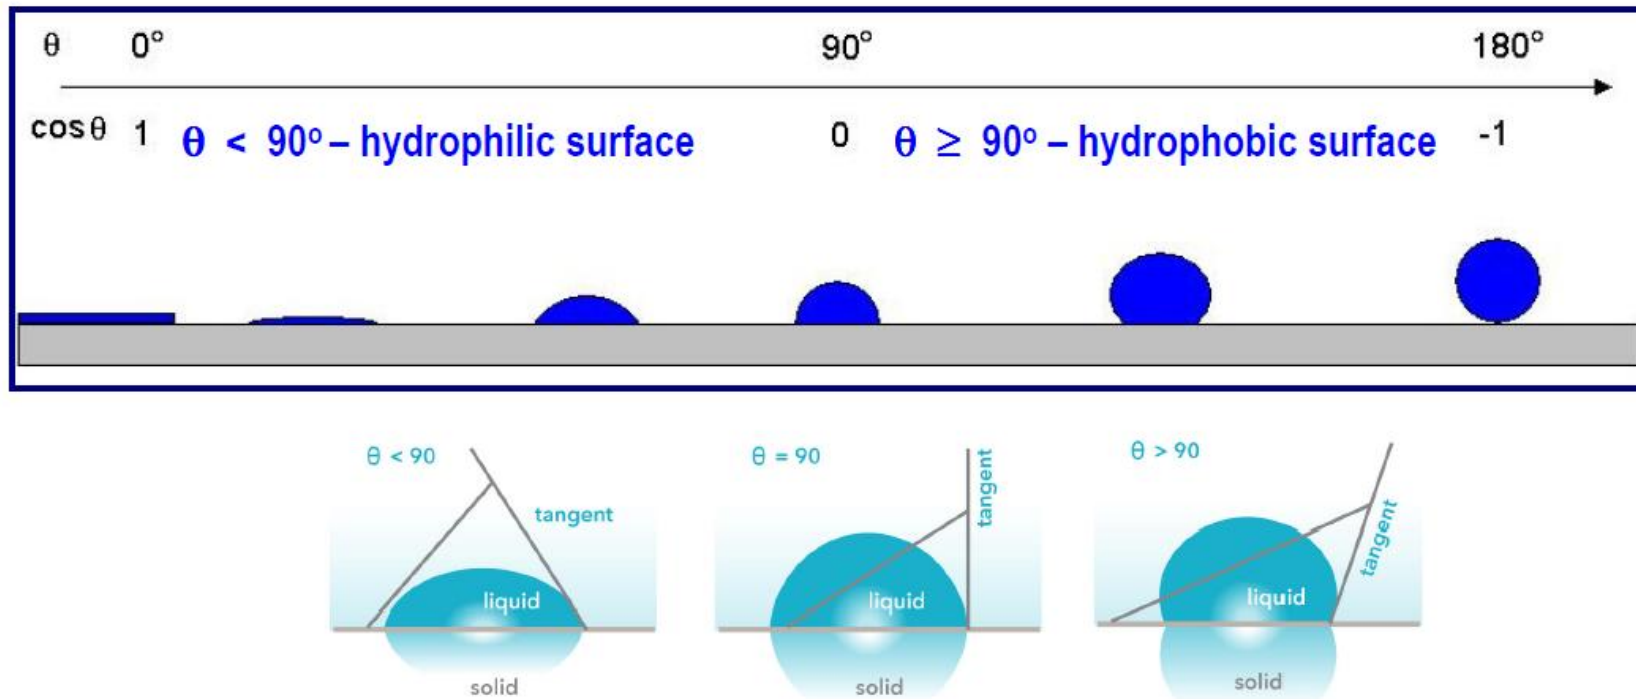 θ 0° 90° 180°
cos θ 1 θ < 90° – hydrophilic surface 0 θ ≥ 90° – hydrophobic surface -1
θ < 90 θ = 90 θ > 90
tangent tangent tangent
liquid liquid liquid
solid solid solid